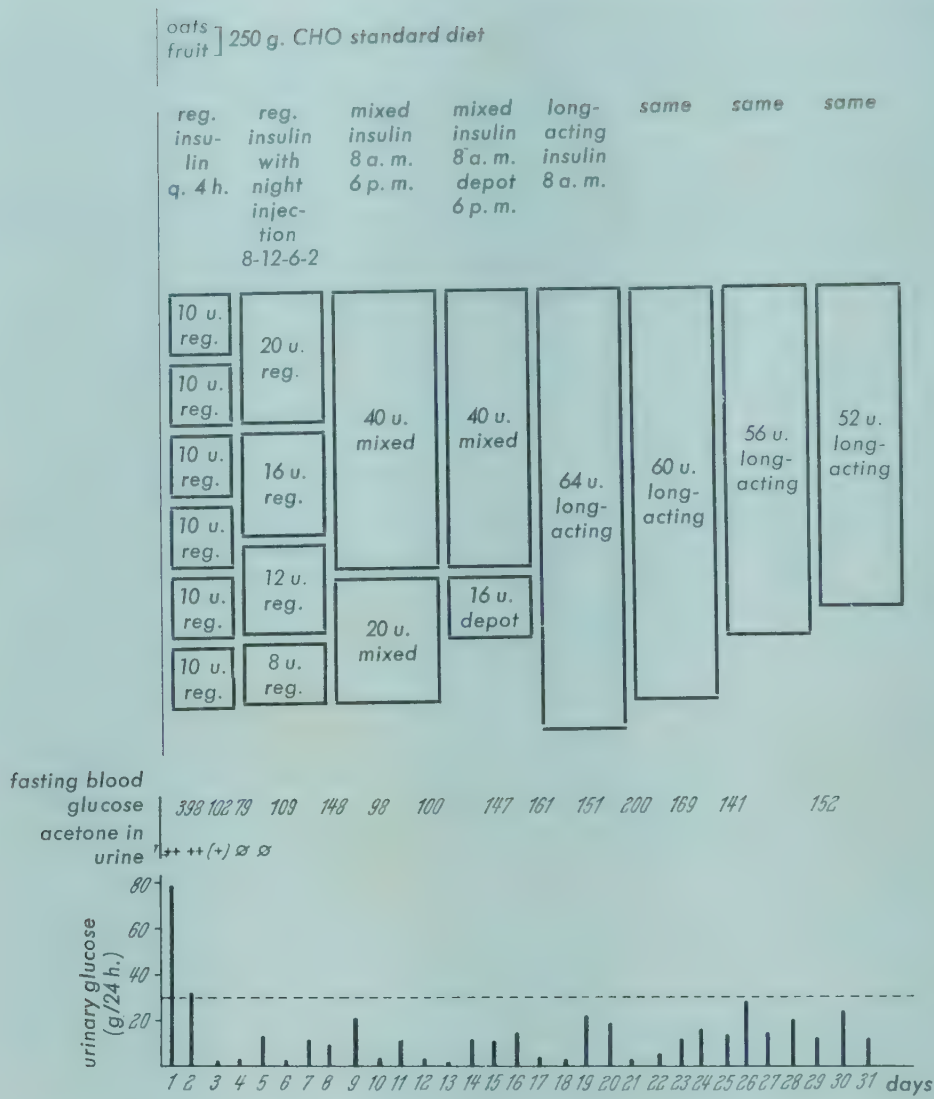 oats
fruit ] 250 g. CHO standard diet
reg.
insu-
lin
q. 4 h.
reg.
insulin
with
night
injec-
tion
8-12-6-2
mixed
insulin
8 a. m.
6 p. m.
mixed
insulin
8 a. m.
depot
6 p. m.
long-
acting
insulin
8 a. m.
same
same
same
10 u.
reg.
10 u.
reg.
10 u.
reg.
10 u.
reg.
10 u.
reg.
10 u.
reg.
20 u.
reg.
16 u.
reg.
12 u.
reg.
8 u.
reg.
40 u.
mixed
20 u.
mixed
40 u.
mixed
16 u.
depot
64 u.
long-
acting
60 u.
long-
acting
56 u.
long-
acting
52 u.
long-
acting
fasting blood
glucose 398 102 79 109 148 98 100 147 161 151 200 169 141 152
acetone in
urine ++ ++ (+) ø ø
urinary glucose
(g/24 h.)
80
60
40
20
1 2 3 4 5 6 7 8 9 10 11 12 13 14 15 16 17 18 19 20 21 22 23 24 25 26 27 28 29 30 31 days